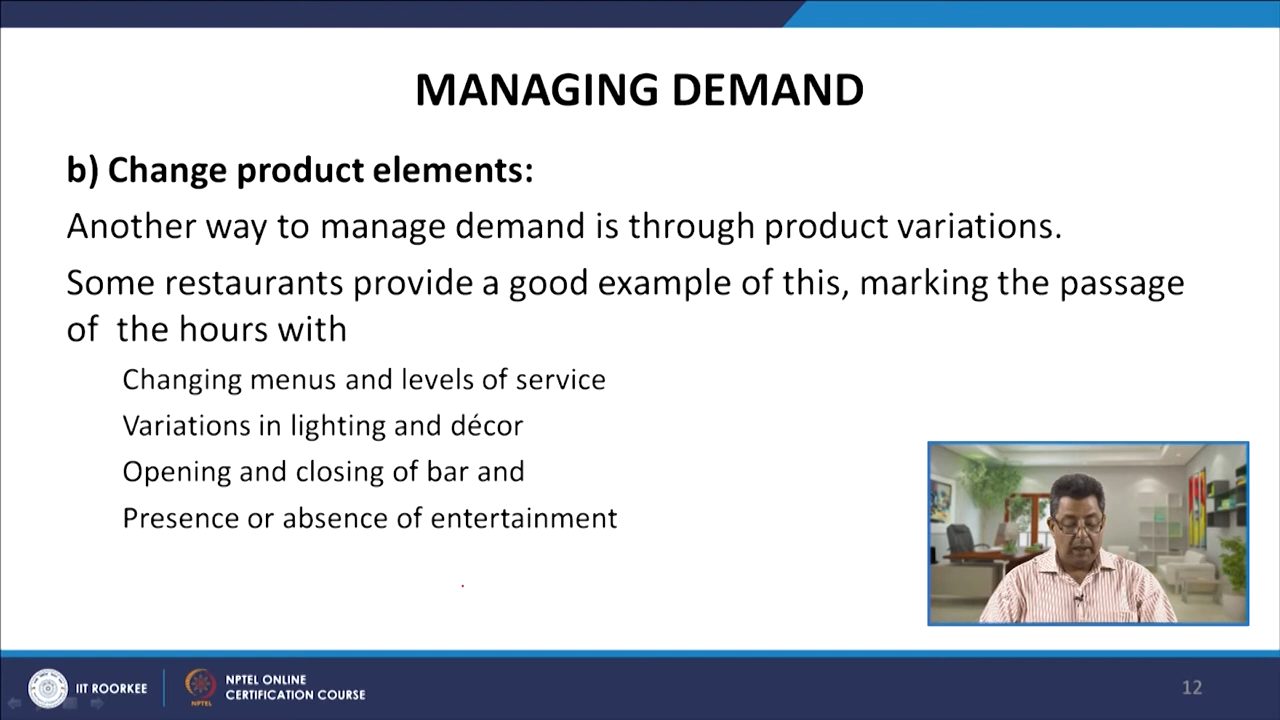 MANAGING DEMAND
b) Change product elements:
Another way to manage demand is through product variations.
Some restaurants provide a good example of this, marking the passage
of  the hours with
Changing menus and levels of service
Variations in lighting and décor
Opening and closing of bar and
Presence or absence of entertainment
IIT ROORKEE
NPTEL
NPTEL ONLINE
CERTIFICATION COURSE
12